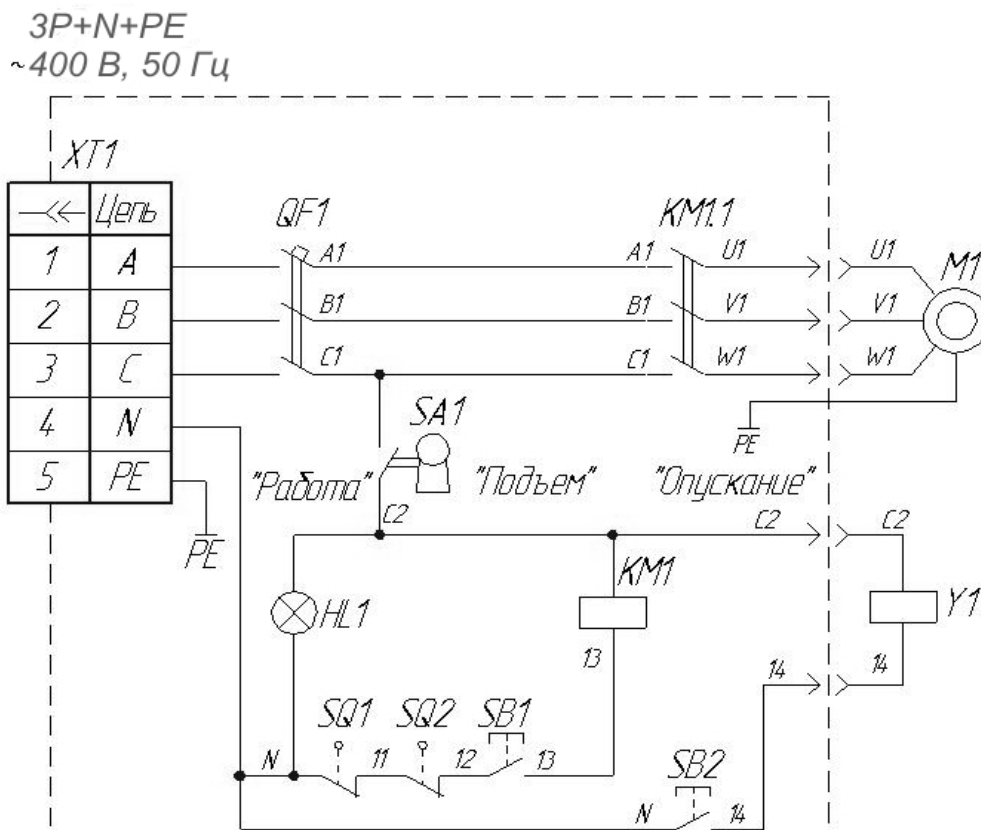 3P+N+PE
~400 В, 50 Гц
XT1
Цепь
1 A
2 B
3 C
4 N
5 PE
QF1
KM1.1
A1 A1 U1 U1 M1
B1 B1 V1 V1
C1 C1 W1 W1
PE
SA1
"Работа" "Подъем" "Опускание"
PE
C2 C2 C2
HL1 KM1 Y1
13 14 14
SQ1 SQ2 SB1
N 11 12 13
SB2
N 14